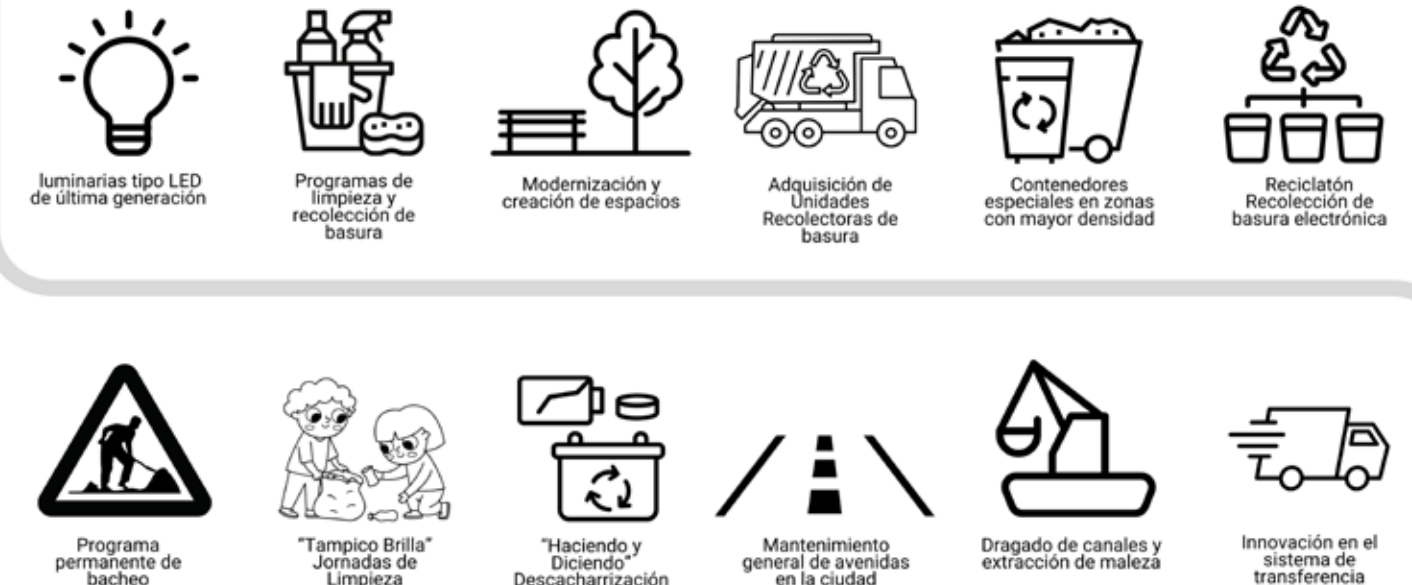 luminarias tipo LED
de última generación
Programas de
limpieza y
recolección de
basura
Modernización y
creación de espacios
Adquisición de
Unidades
Recolectoras de
basura
Contenedores
especiales en zonas
con mayor densidad
Reciclatón
Recolección de
basura electrónica
Programa
permanente de
bacheo
"Tampico Brilla"
Jornadas de
Limpieza
"Haciendo y
Diciendo"
Descacharrización
Mantenimiento
general de avenidas
en la ciudad
Dragado de canales y
extracción de maleza
Innovación en el
sistema de
transferencia